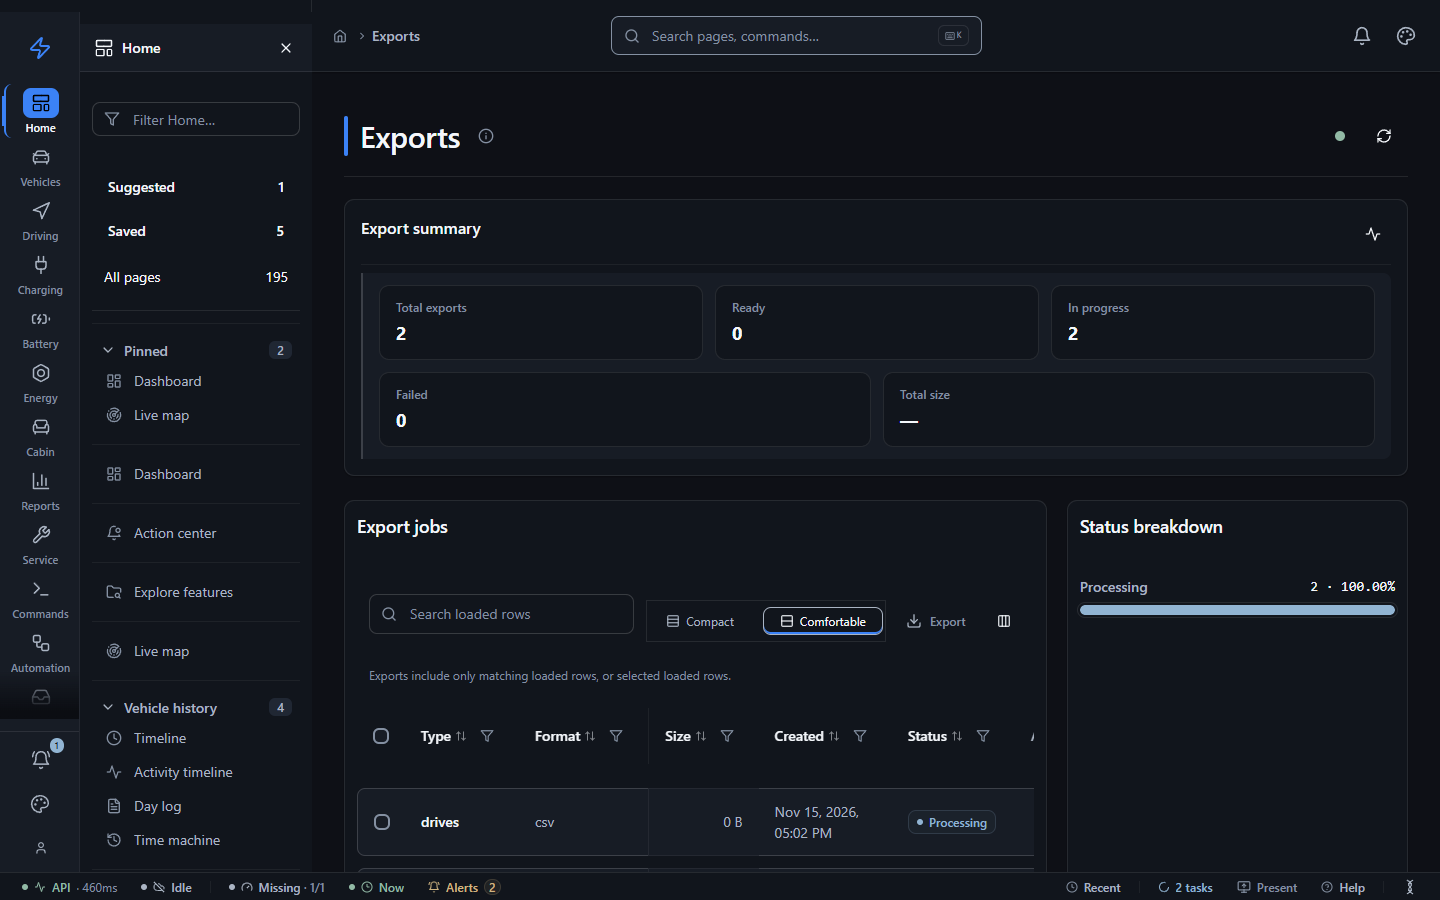 Home
Vehicles
Driving
Charging
Battery
Energy
Cabin
Reports
Service
Commands
Automation
1
Home
Filter Home...
Suggested 1
Saved 5
All pages 195
Pinned 2
Dashboard
Live map
Dashboard
Action center
Explore features
Live map
Vehicle history 4
Timeline
Activity timeline
Day log
Time machine
Exports
Search pages, commands... K
Exports
Export summary
Total exports
2
Ready
0
In progress
2
Failed
0
Total size
—
Export jobs
Search loaded rows
Compact
Comfortable
Export
Exports include only matching loaded rows, or selected loaded rows.
Type Format Size Created Status
drives csv 0 B Nov 15, 2026, 05:02 PM Processing
Status breakdown
Processing 2 · 100.00%
API · 460ms Idle Missing · 1/1 Now Alerts 2 Recent 2 tasks Present Help